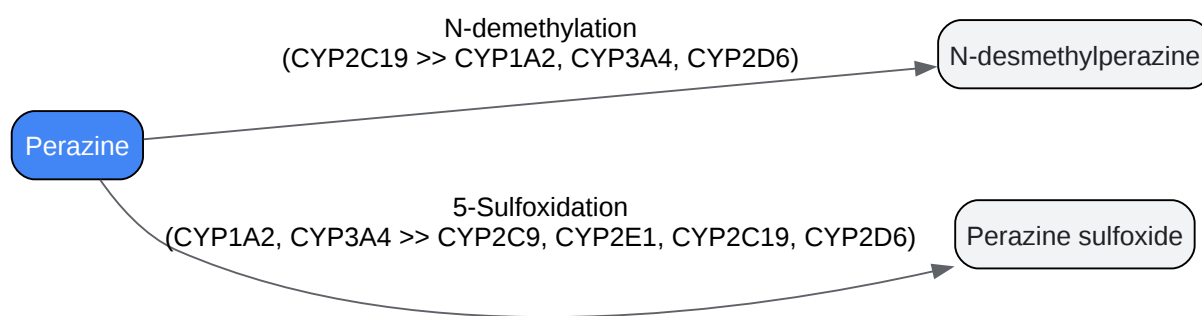 N-demethylation
(CYP2C19 >> CYP1A2, CYP3A4, CYP2D6)
N-desmethylperazine
Perazine
5-Sulfoxidation
(CYP1A2, CYP3A4 >> CYP2C9, CYP2E1, CYP2C19, CYP2D6)
Perazine sulfoxide